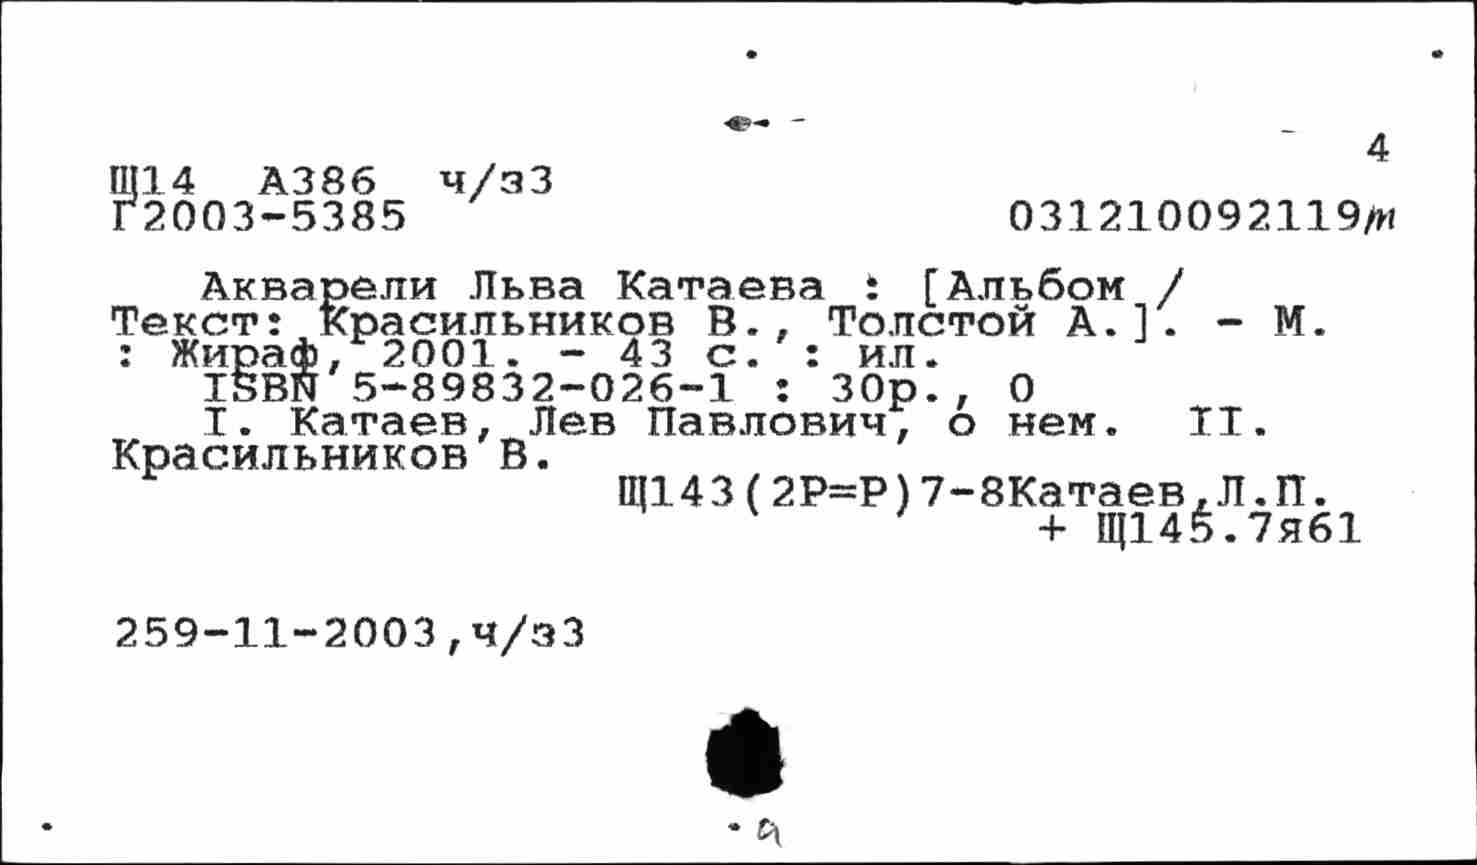 4
Щ14 А386 ч/з3
Г2003-5385 031210092119m
Акварели Льва Катаева : [Альбом /
Текст: Красильников В., Толстой А.]. - М.
: Жираф, 2001. - 43 с. : ил.
ISBN 5-89832-026-1 : 30р., 0
I. Катаев, Лев Павлович, о нем. II.
Красильников В.
Щ143(2Р=Р)7-8Катаев,Л.П.
+ Щ145.7я61
259-11-2003,ч/з3